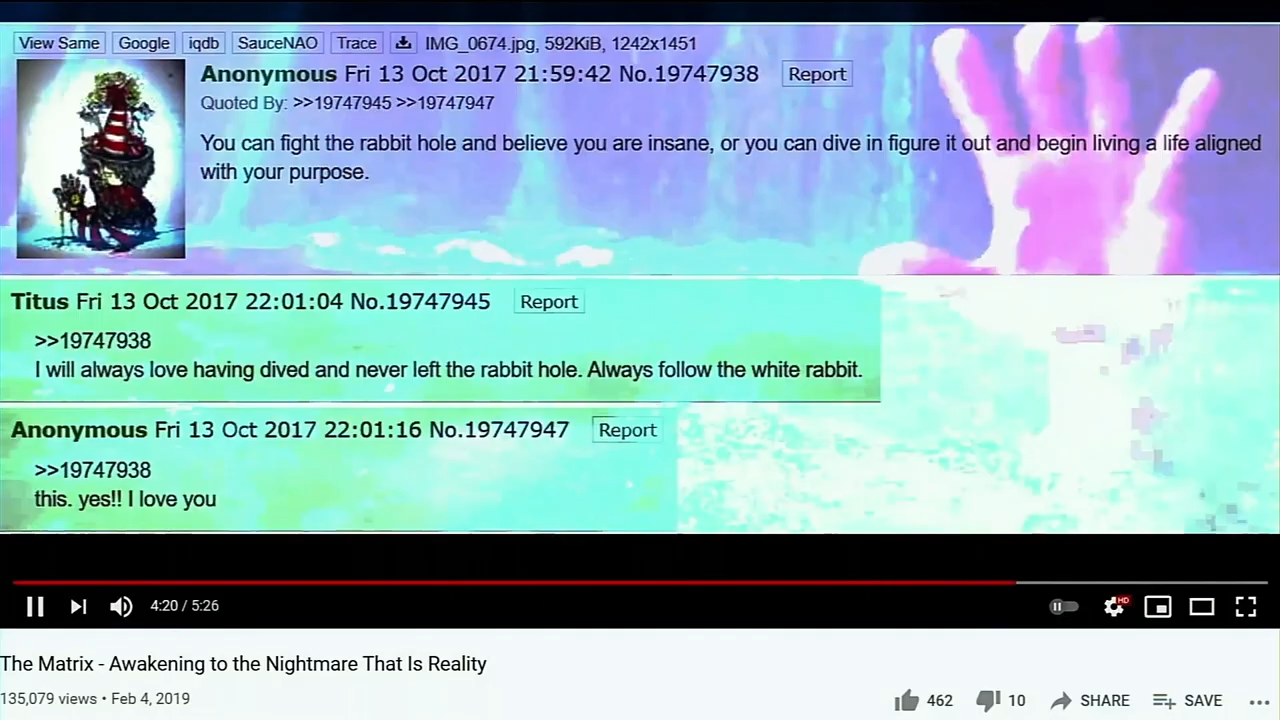 View Same Google iqdb SauceNAO Trace IMG_0674.jpg, 592KiB, 1242x1451
Anonymous Fri 13 Oct 2017 21:59:42 No.19747938 Report
Quoted By: >>19747945 >>19747947
You can fight the rabbit hole and believe you are insane, or you can dive in figure it out and begin living a life aligned
with your purpose.
Titus Fri 13 Oct 2017 22:01:04 No.19747945 Report
>>19747938
I will always love having dived and never left the rabbit hole. Always follow the white rabbit.
Anonymous Fri 13 Oct 2017 22:01:16 No.19747947 Report
>>19747938
this. yes!! I love you
4:20 / 5:26 HD
The Matrix - Awakening to the Nightmare That Is Reality
135,079 views • Feb 4, 2019 462 10 SHARE SAVE